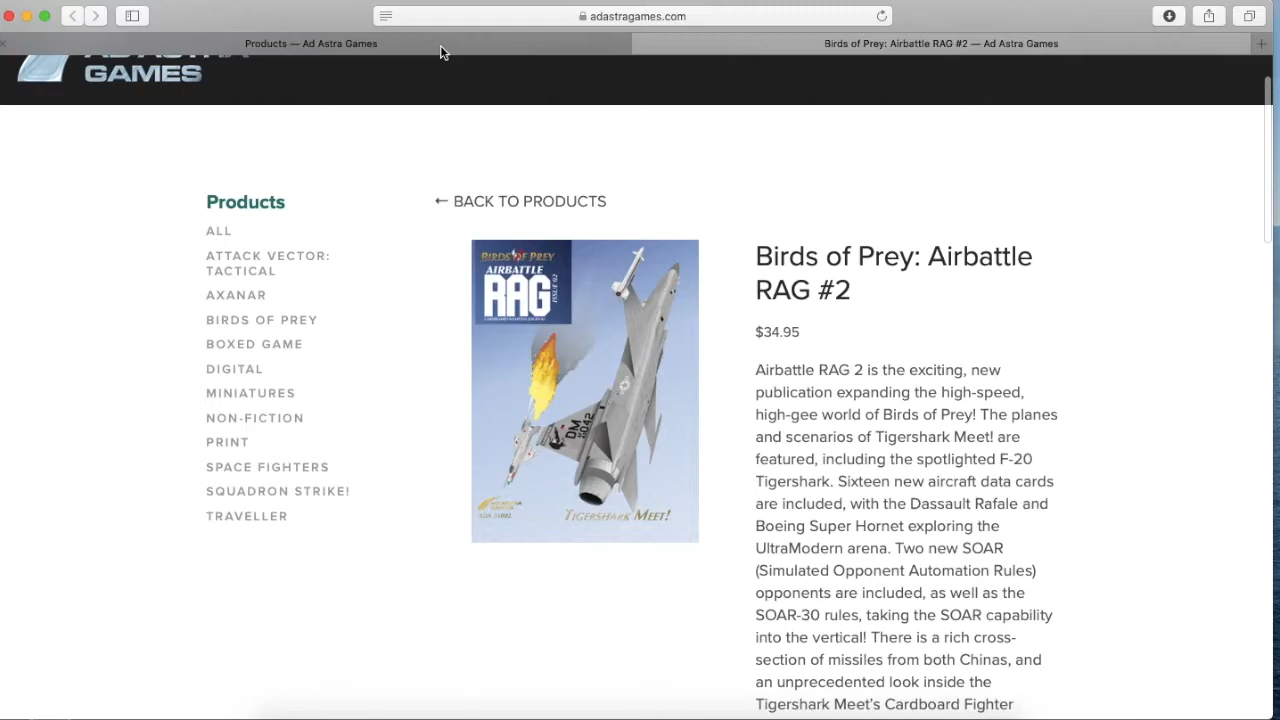 adastragames.com
Products — Ad Astra Games
Birds of Prey: Airbattle RAG #2 — Ad Astra Games
GAMES
Products
ALL
ATTACK VECTOR:
TACTICAL
AXANAR
BIRDS OF PREY
BOXED GAME
DIGITAL
MINIATURES
NON-FICTION
PRINT
SPACE FIGHTERS
SQUADRON STRIKE!
TRAVELLER
← BACK TO PRODUCTS
BIRDS OF PREY
AIRBATTLE
RAG
ISSUE 02
DM
2042
TIGERSHARK MEET!
Birds of Prey: Airbattle
RAG #2
$34.95
Airbattle RAG 2 is the exciting, new
publication expanding the high-speed,
high-gee world of Birds of Prey! The planes
and scenarios of Tigershark Meet! are
featured, including the spotlighted F-20
Tigershark. Sixteen new aircraft data cards
are included, with the Dassault Rafale and
Boeing Super Hornet exploring the
UltraModern arena. Two new SOAR
(Simulated Opponent Automation Rules)
opponents are included, as well as the
SOAR-30 rules, taking the SOAR capability
into the vertical! There is a rich cross-
section of missiles from both Chinas, and
an unprecedented look inside the
Tigershark Meet's Cardboard Fighter